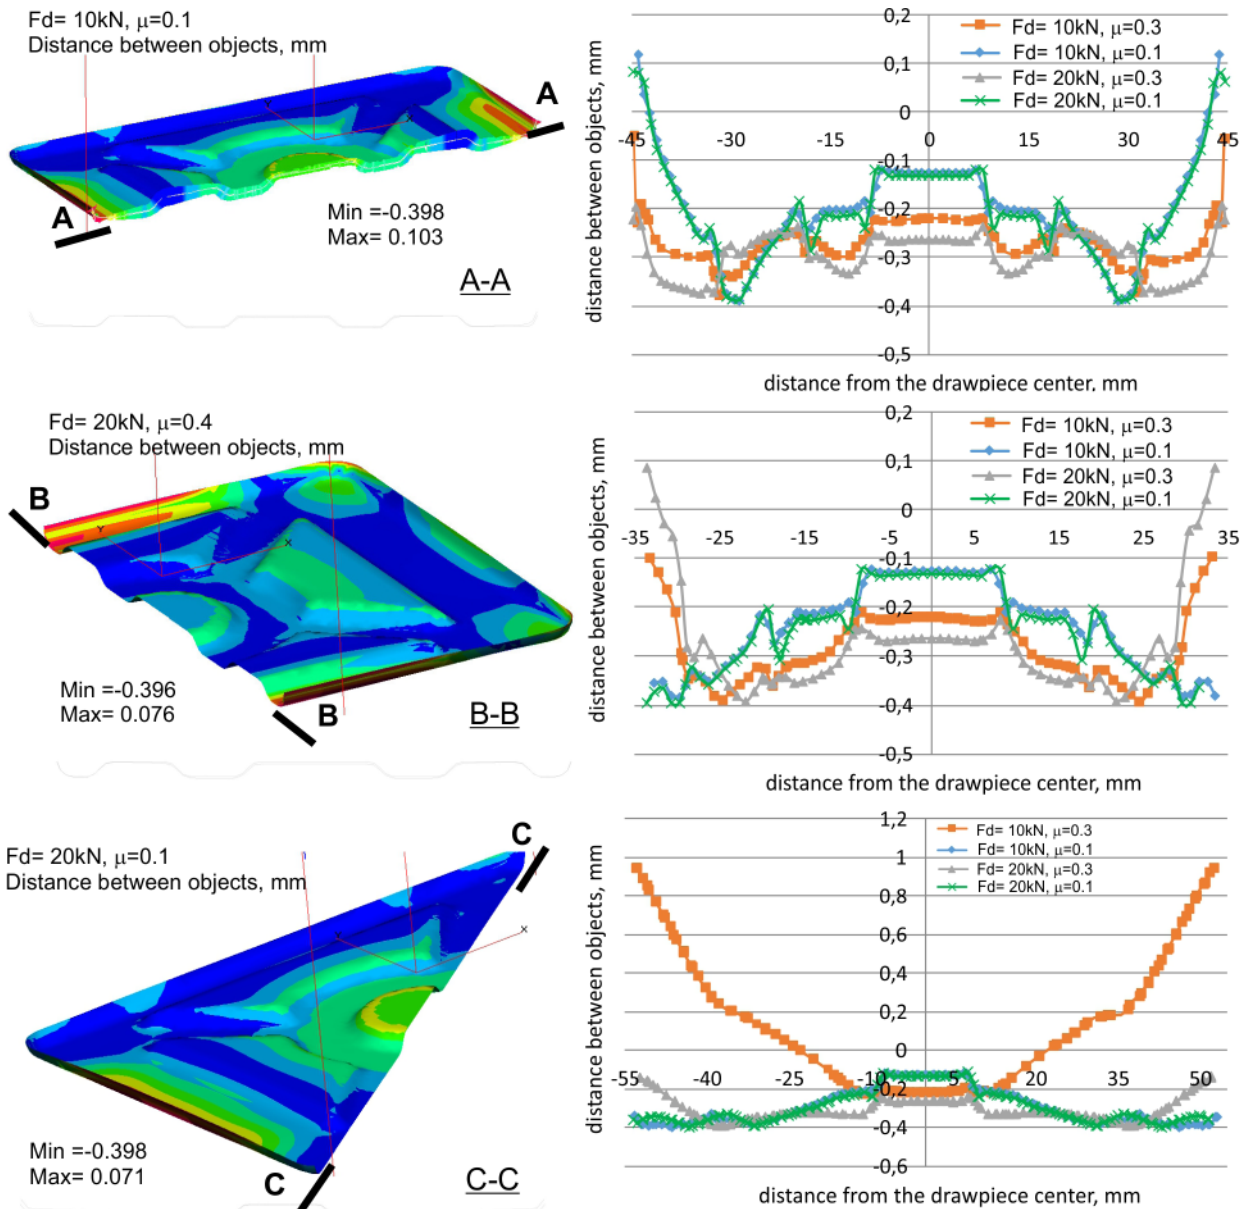 Fd= 10kN, μ=0.1
Distance between objects, mm
A
A
Min =-0.398
Max= 0.103
A-A
distance between objects, mm
0,2
0,1
0
-0,1
-0,2
-0,3
-0,4
-0,5
-45
-30
-15
0
15
30
45
Fd= 10kN, μ=0.3
Fd= 10kN, μ=0.1
Fd= 20kN, μ=0.3
Fd= 20kN, μ=0.1
distance from the drawpiece center, mm
Fd= 20kN, μ=0.4
Distance between objects, mm
B
Y
X
B
Min =-0.396
Max= 0.076
B-B
distance between objects, mm
0,2
0,1
0
-0,1
-0,2
-0,3
-0,4
-0,5
-35
-25
-15
-5
5
15
25
35
Fd= 10kN, μ=0.3
Fd= 10kN, μ=0.1
Fd= 20kN, μ=0.3
Fd= 20kN, μ=0.1
distance from the drawpiece center, mm
Fd= 20kN, μ=0.1
Distance between objects, mm
C
X
C
Min =-0.398
Max= 0.071
C-C
distance between objects, mm
1,2
1
0,8
0,6
0,4
0,2
0
-0,2
-0,4
-0,6
-55
-40
-25
-10
5
20
35
50
Fd= 10kN, μ=0.3
Fd= 10kN, μ=0.1
Fd= 20kN, μ=0.3
Fd= 20kN, μ=0.1
distance from the drawpiece center, mm